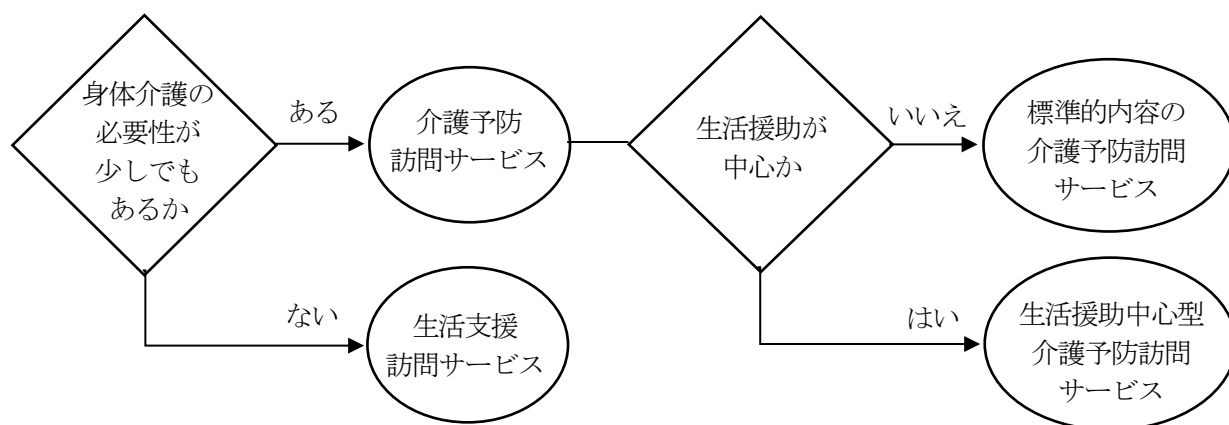 身体介護の
必要性が
少しでも
あるか
ある
介護予防
訪問サービス
生活援助が
中心か
いいえ
標準的内容の
介護予防訪問
サービス
ない
生活支援
訪問サービス
はい
生活援助中心型
介護予防訪問
サービス